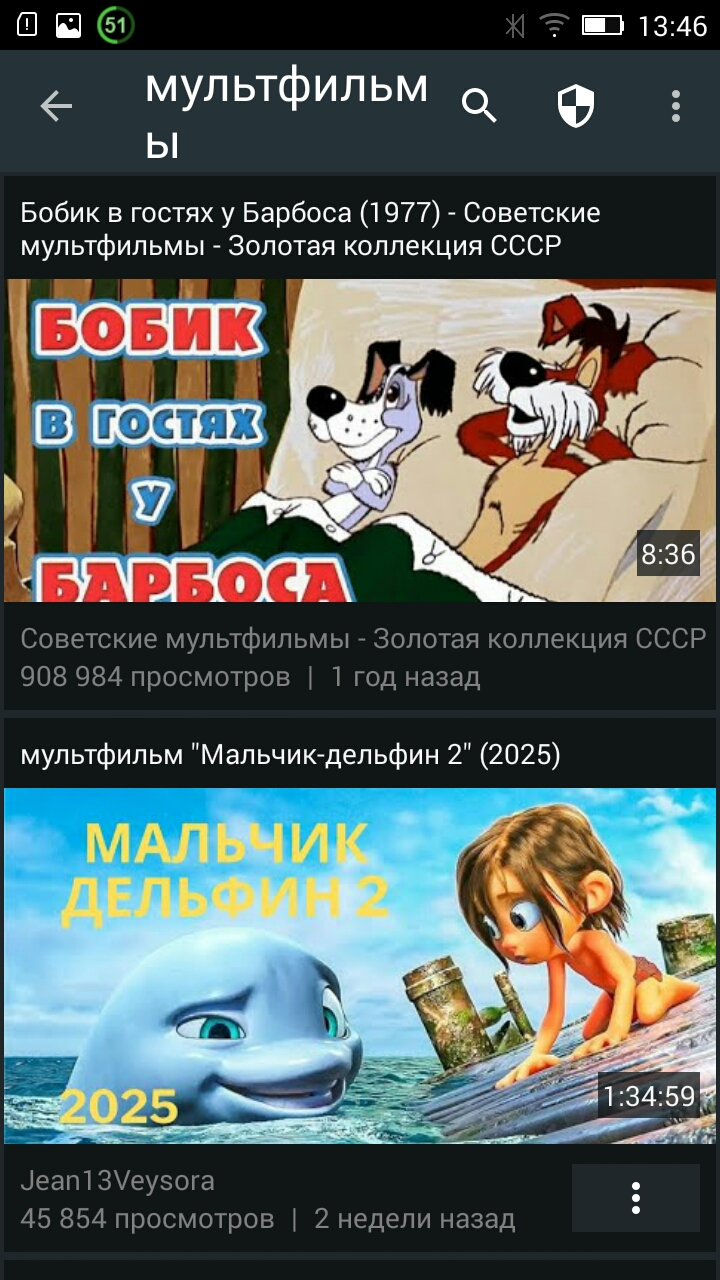 51
13:46
мультфильм
ы
Бобик в гостях у Барбоса (1977) - Советские
мультфильмы - Золотая коллекция СССР
БОБИК
В ГОСТЯХ
У
БАРБОСА
8:36
Советские мультфильмы - Золотая коллекция СССР
908 984 просмотров | 1 год назад
мультфильм "Мальчик-дельфин 2" (2025)
МАЛЬЧИК
ДЕЛЬФИН 2
2025
1:34:59
Jean13Veysora
45 854 просмотров | 2 недели назад